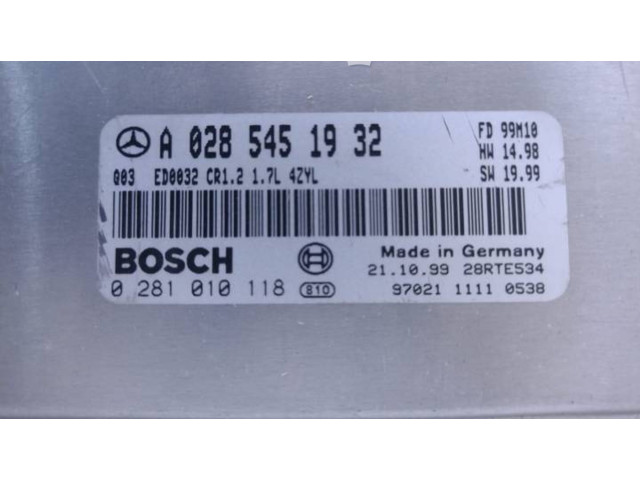 A 028 545 19 32 FD 99M10
HW 14.98
Q03 ED0032 CR1.2 1.7L 4ZYL SW 19.99
BOSCH Made in Germany
21.10.99 28RTE534
0 281 010 118 810 97021 1111 0538